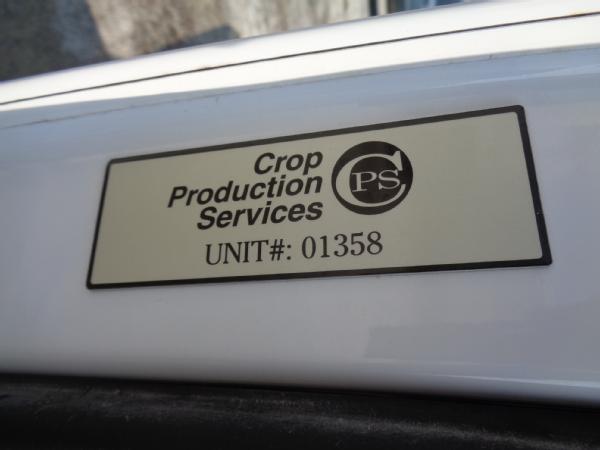 Crop
Production
Services
CPS
UNIT#: 01358